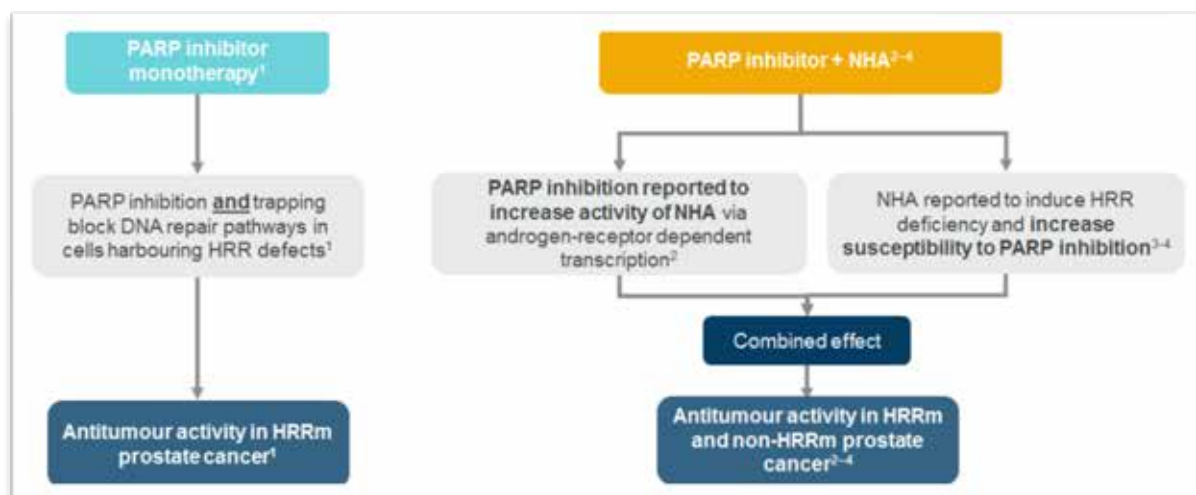 PARP inhibitor
monotherapy¹
PARP inhibition and trapping
block DNA repair pathways in
cells harbouring HRR defects¹
Antitumour activity in HRRm
prostate cancer¹
PARP inhibitor + NHA²⁻⁴
PARP inhibition reported to
increase activity of NHA via
androgen-receptor dependent
transcription²
NHA reported to induce HRR
deficiency and increase
susceptibility to PARP inhibition³⁻⁴
Combined effect
Antitumour activity in HRRm
and non-HRRm prostate
cancer²⁻⁴